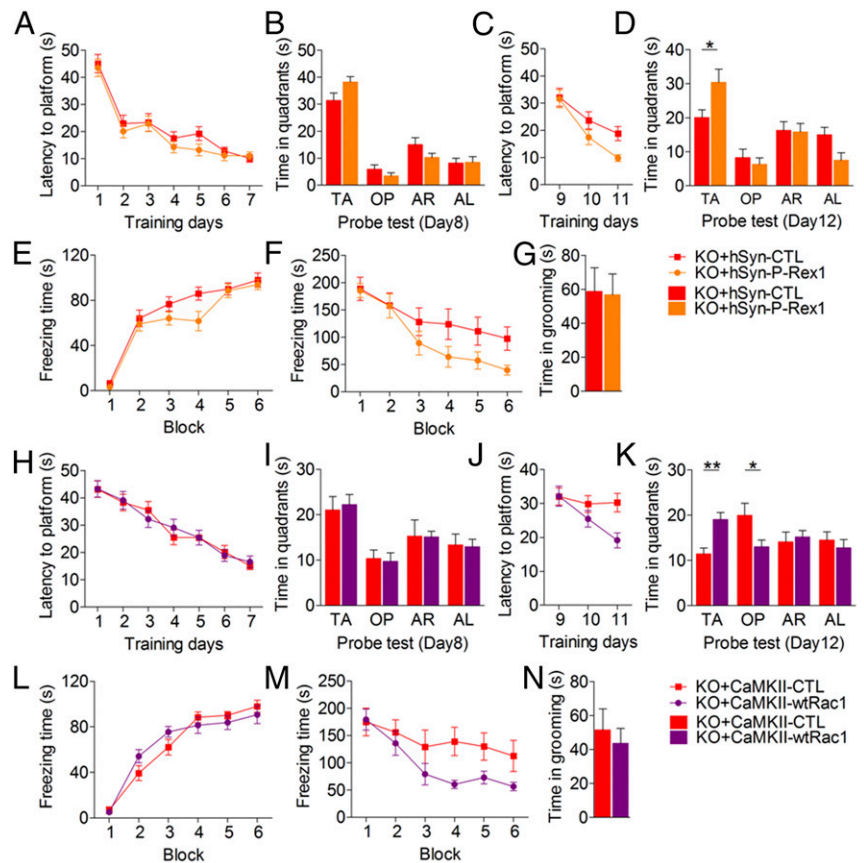 A
Latency to platform (s)
50
40
30
20
10
0
1 2 3 4 5 6 7
Training days
B
Time in quadrants (s)
50
40
30
20
10
0
TA OP AR AL
Probe test (Day8)
C
Latency to platform (s)
50
40
30
20
10
0
9 10 11
Training days
D
Time in quadrants (s)
40
30
20
10
0
*
TA OP AR AL
Probe test (Day12)
E
Freezing time (s)
120
80
40
0
1 2 3 4 5 6
Block
F
Freezing time (s)
250
200
150
100
50
0
1 2 3 4 5 6
Block
G
Time in grooming (s)
80
60
40
20
0
KO+hSyn-CTL
KO+hSyn-P-Rex1
KO+hSyn-CTL
KO+hSyn-P-Rex1
H
Latency to platform (s)
60
40
20
0
1 2 3 4 5 6 7
Training days
I
Time in quadrants (s)
30
20
10
0
TA OP AR AL
Probe test (Day8)
J
Latency to platform (s)
50
40
30
20
10
0
9 10 11
Training days
K
Time in quadrants (s)
30
20
10
0
** *
TA OP AR AL
Probe test (Day12)
L
Freezing time (s)
120
80
40
0
1 2 3 4 5 6
Block
M
Freezing time (s)
250
200
150
100
50
0
1 2 3 4 5 6
Block
N
Time in grooming (s)
80
60
40
20
0
KO+CaMKII-CTL
KO+CaMKII-wtRac1
KO+CaMKII-CTL
KO+CaMKII-wtRac1